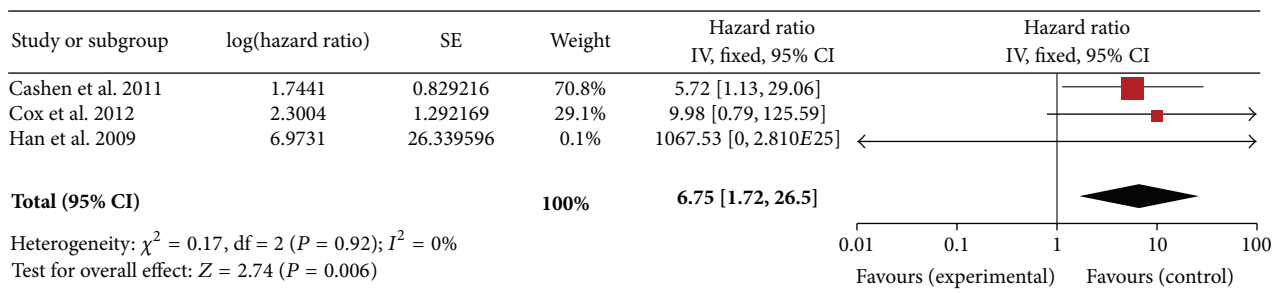 Study or subgroup log(hazard ratio) SE Weight Hazard ratio Hazard ratio
IV, fixed, 95% CI IV, fixed, 95% CI
Cashen et al. 2011 1.7441 0.829216 70.8% 5.72 [1.13, 29.06]
Cox et al. 2012 2.3004 1.292169 29.1% 9.98 [0.79, 125.59]
Han et al. 2009 6.9731 26.339596 0.1% 1067.53 [0, 2.810E25]
Total (95% CI) 100% 6.75 [1.72, 26.5]
Heterogeneity: χ² = 0.17, df = 2 (P = 0.92); I² = 0%
Test for overall effect: Z = 2.74 (P = 0.006)
0.01 0.1 1 10 100
Favours (experimental) Favours (control)